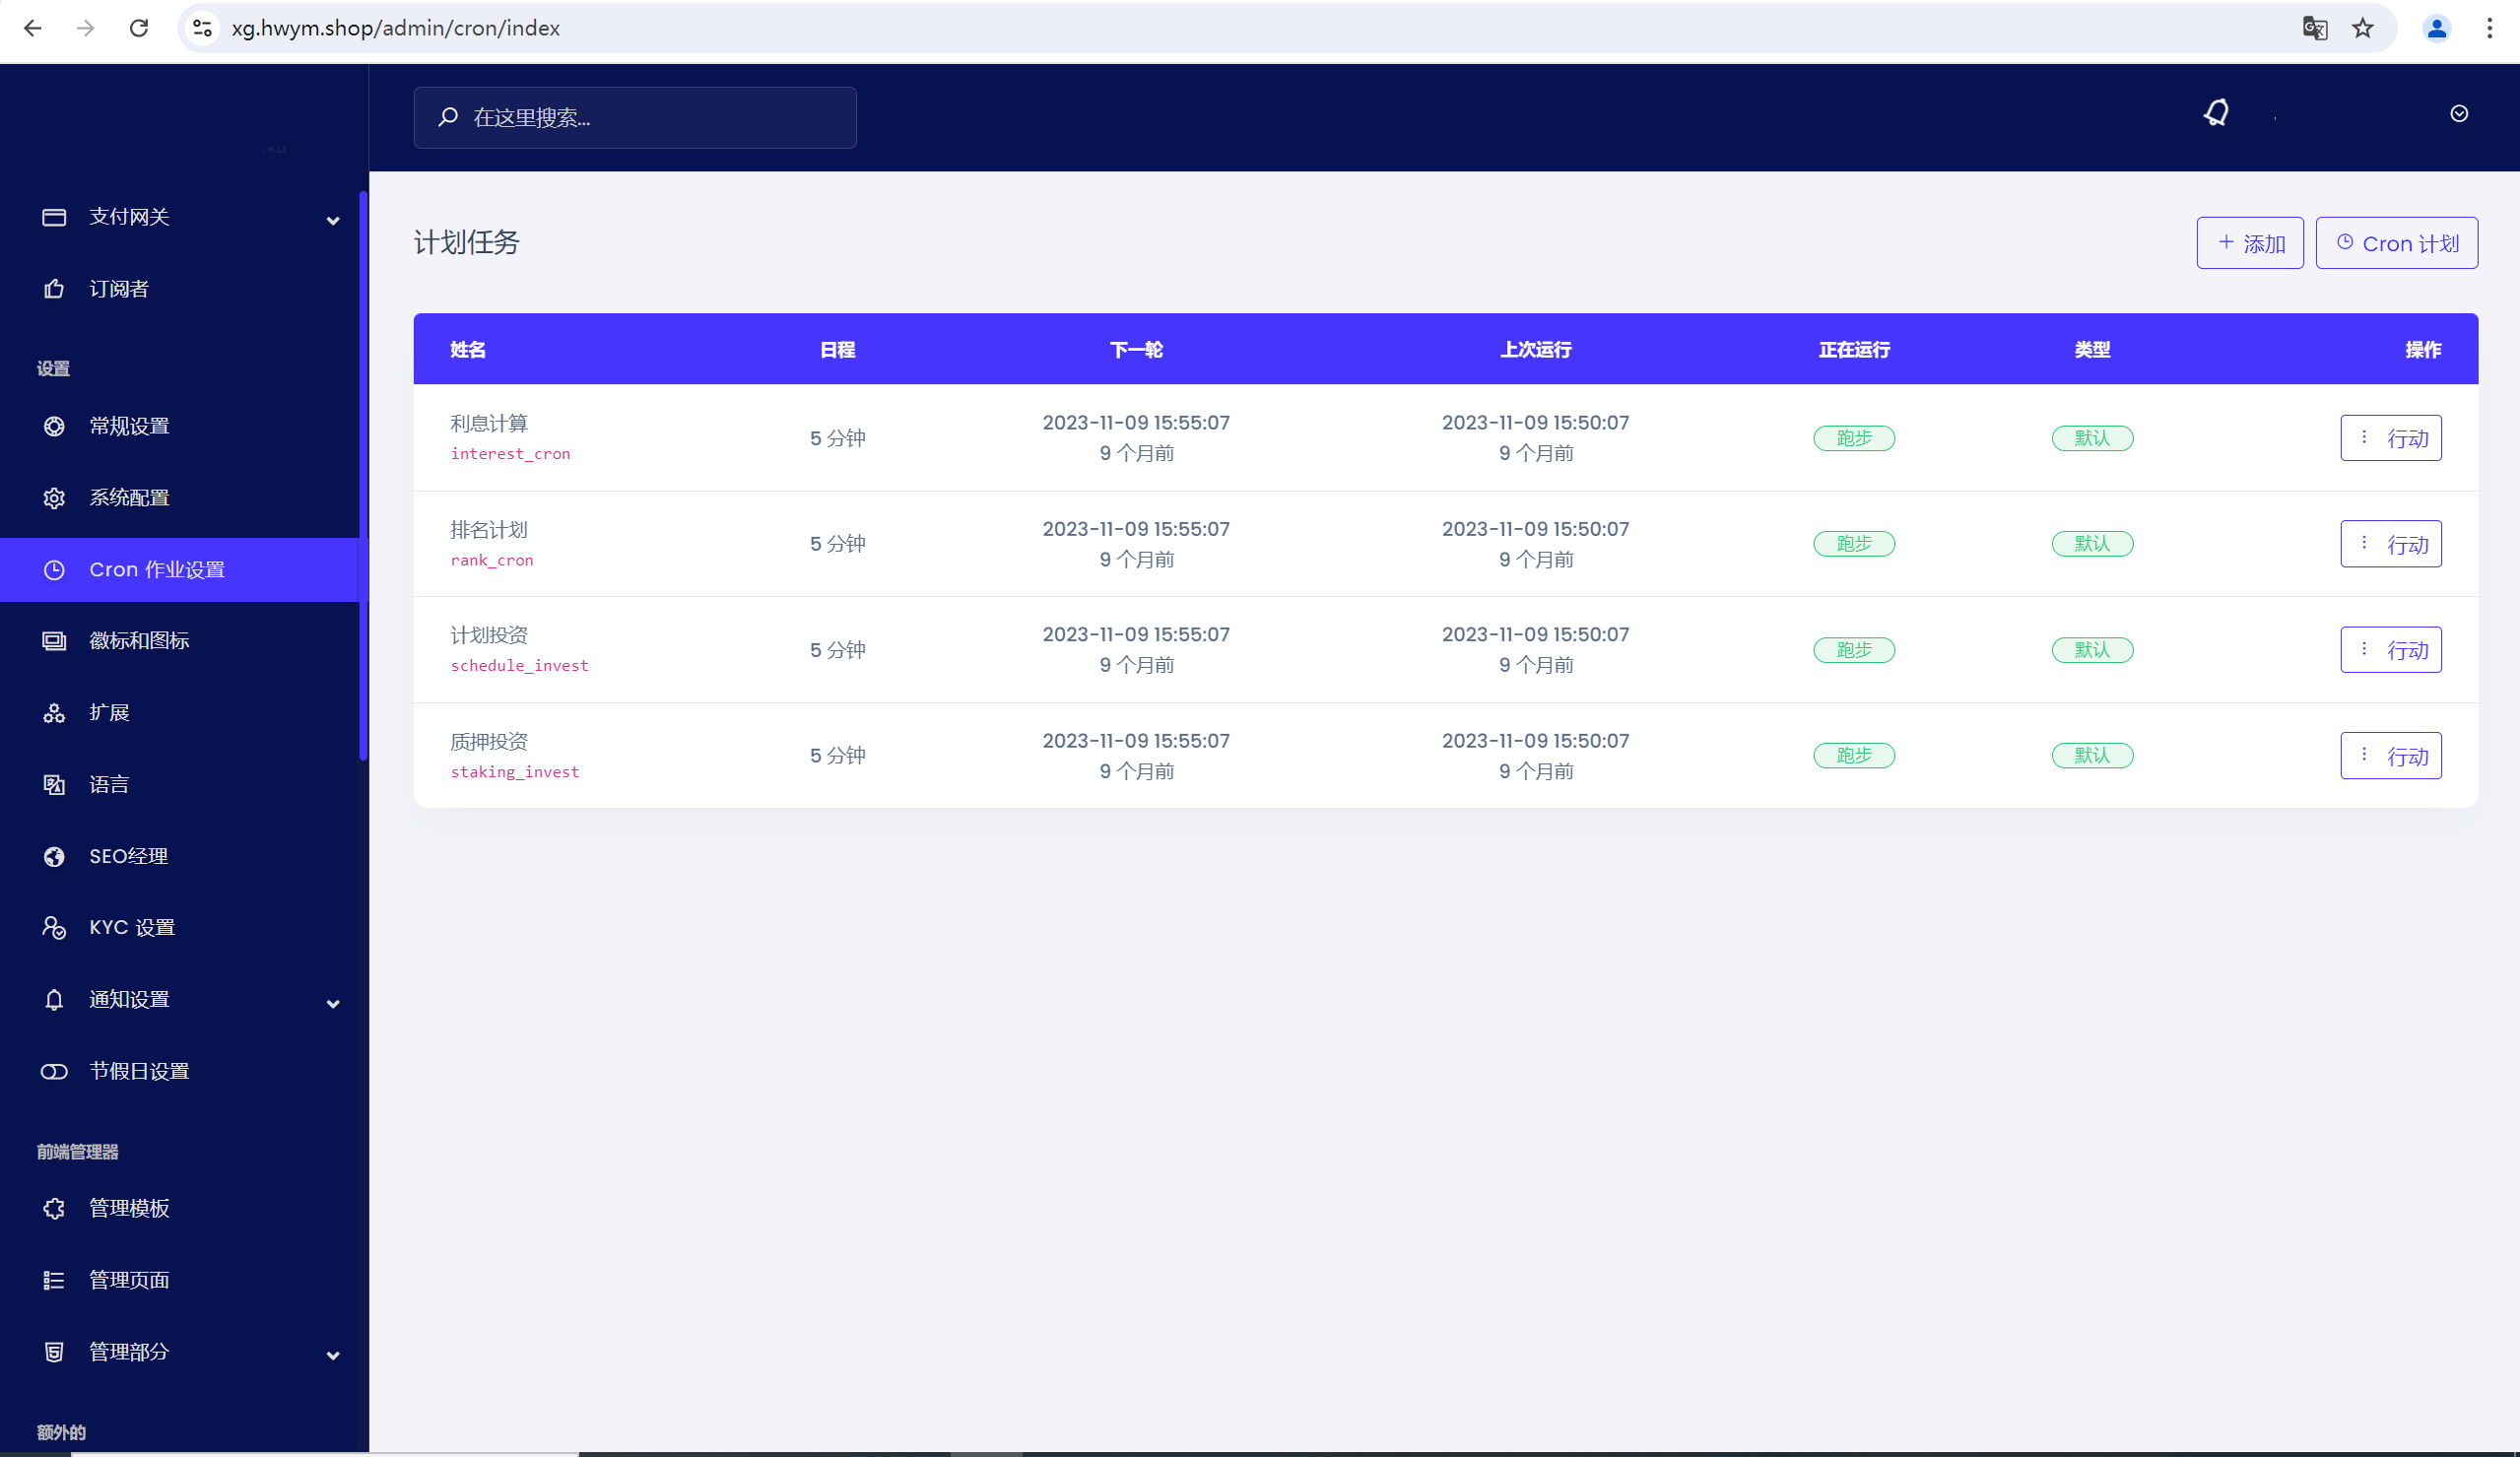 xg.hwym.shop/admin/cron/index
在这里搜索...
支付网关
订阅者
设置
常规设置
系统配置
Cron 作业设置
徽标和图标
扩展
语言
SEO经理
KYC 设置
通知设置
节假日设置
前端管理器
管理模板
管理页面
管理部分
额外的
计划任务
添加
Cron 计划
姓名 日程 下一轮 上次运行 正在运行 类型 操作
利息计算
interest_cron
5 分钟
2023-11-09 15:55:07
9 个月前
2023-11-09 15:50:07
9 个月前
跑步
默认
行动
排名计划
rank_cron
5 分钟
2023-11-09 15:55:07
9 个月前
2023-11-09 15:50:07
9 个月前
跑步
默认
行动
计划投资
schedule_invest
5 分钟
2023-11-09 15:55:07
9 个月前
2023-11-09 15:50:07
9 个月前
跑步
默认
行动
质押投资
staking_invest
5 分钟
2023-11-09 15:55:07
9 个月前
2023-11-09 15:50:07
9 个月前
跑步
默认
行动